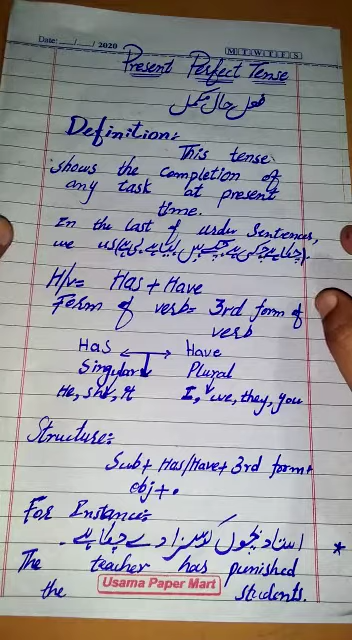 Date: __/__/ 2020
M T W T F S
Present Perfect Tense
فعل حال مکمل
Definition:
This tense
shows the completion of
any task at present
time.
In the last of urdu sentences,
we us
H/v= Has + Have
Form of verb= 3rd form of
verb
Has ↔ Have
Singular Plural
He, she, it I, we, they, you
Structure:
Sub+ Has/Have+ 3rd form+
obj+.
For Instance:
استاد بچوں کو سزا دے چکا ہے۔ *
The teacher has punished
the students.
Usama Paper Mart